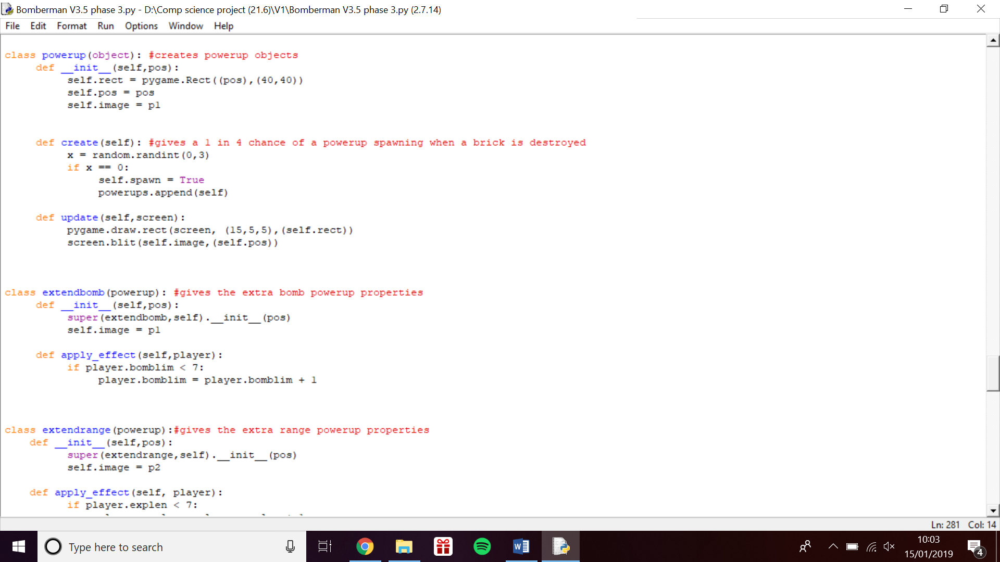 Bomberman V3.5 phase 3.py - D:\Comp science project (21.6)\V1\Bomberman V3.5 phase 3.py (2.7.14)
File Edit Format Run Options Window Help
class powerup(object): #creates powerup objects
def __init__(self,pos):
self.rect = pygame.Rect((pos),(40,40))
self.pos = pos
self.image = p1
def create(self): #gives a 1 in 4 chance of a powerup spawning when a brick is destroyed
x = random.randint(0,3)
if x == 0:
self.spawn = True
powerups.append(self)
def update(self,screen):
pygame.draw.rect(screen, (15,5,5),(self.rect))
screen.blit(self.image,(self.pos))
class extendbomb(powerup): #gives the extra bomb powerup properties
def __init__(self,pos):
super(extendbomb,self).__init__(pos)
self.image = p1
def apply_effect(self,player):
if player.bomblim < 7:
player.bomblim = player.bomblim + 1
class extendrange(powerup):#gives the extra range powerup properties
def __init__(self,pos):
super(extendrange,self).__init__(pos)
self.image = p2
def apply_effect(self, player):
if player.explen < 7:
Ln: 281 Col: 14
Type here to search
10:03
15/01/2019
4